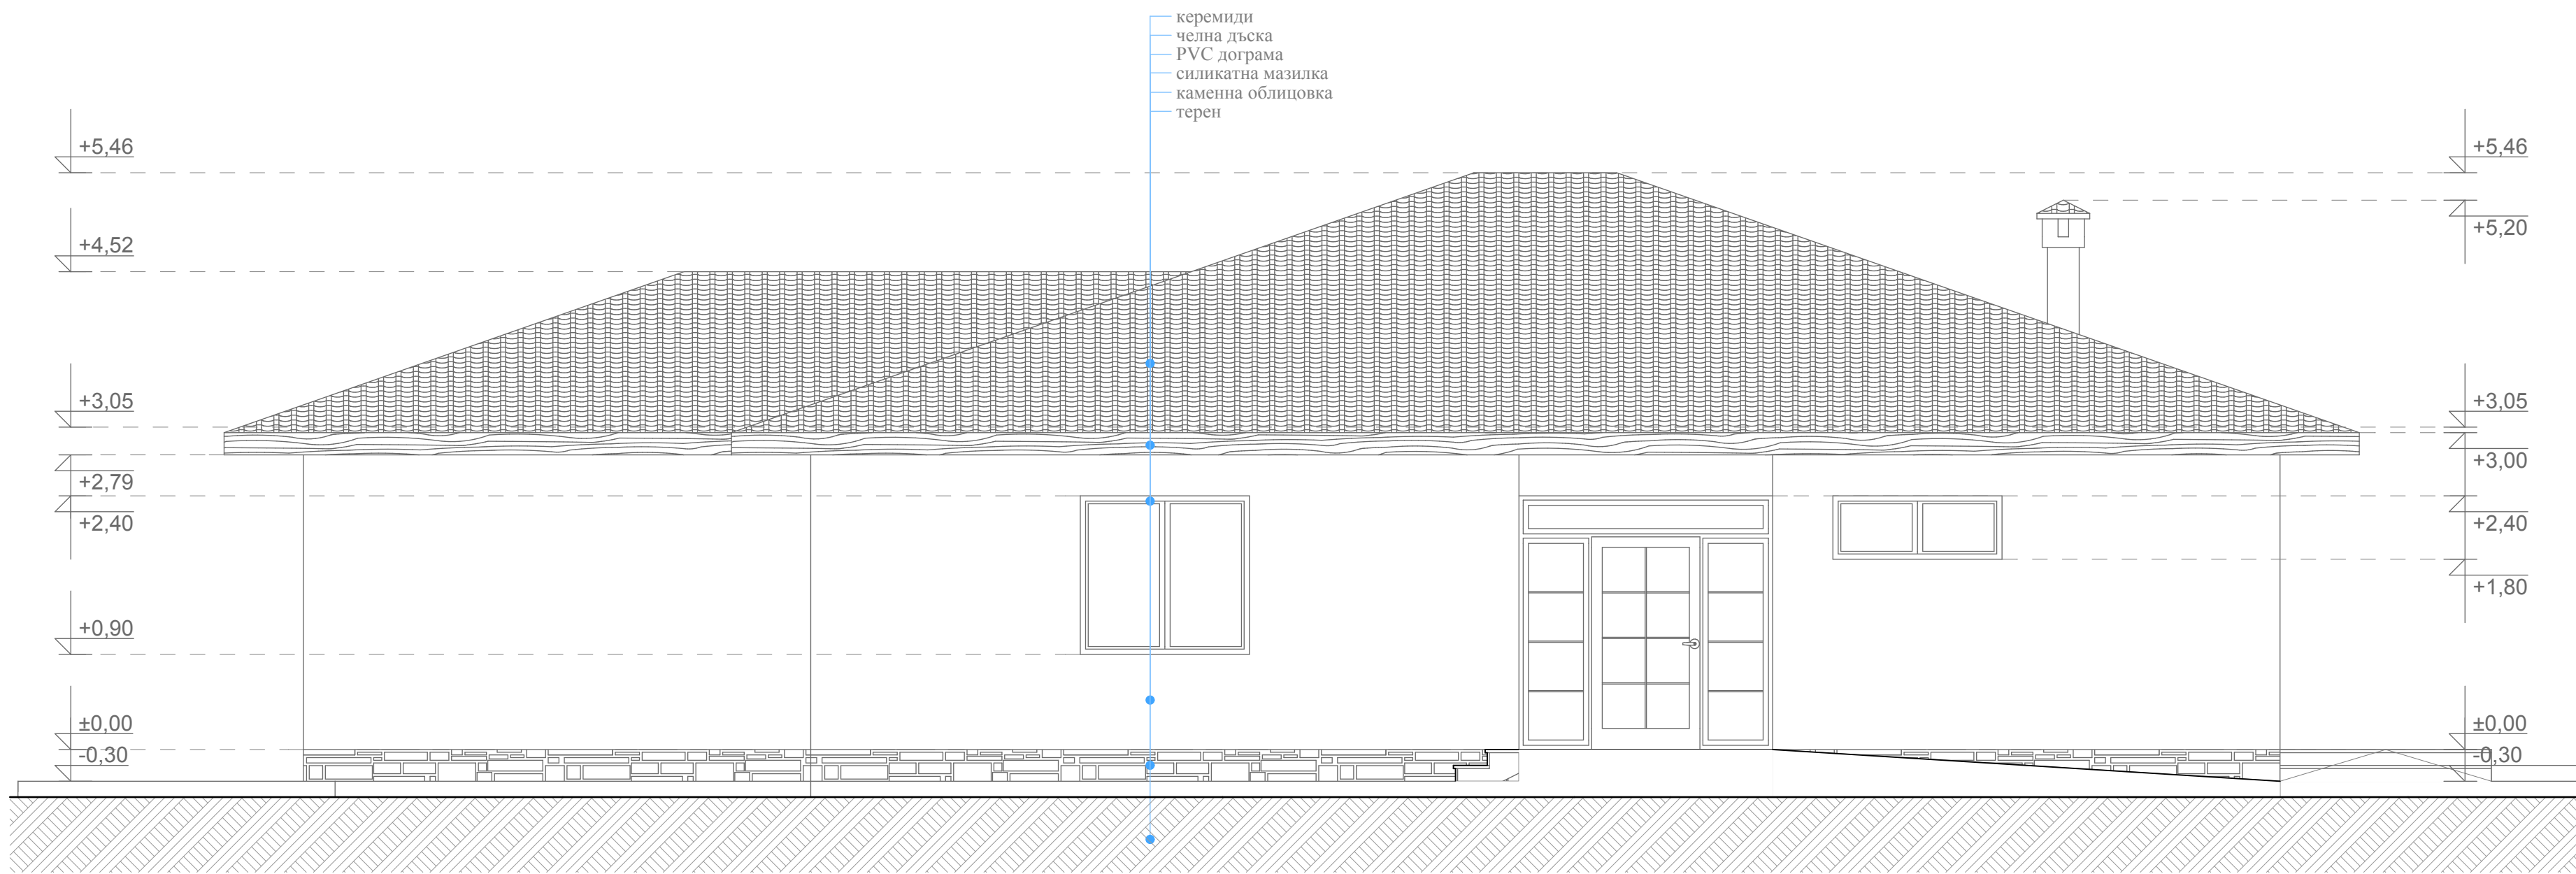 керемиди
челна дъска
PVC дограма
силикатна мазилка
каменна облицовка
терен
+5,46
+4,52
+3,05
+2,79
+2,40
+0,90
±0,00
-0,30
+5,46
+5,20
+3,05
+3,00
+2,40
+1,80
±0,00
-0,30